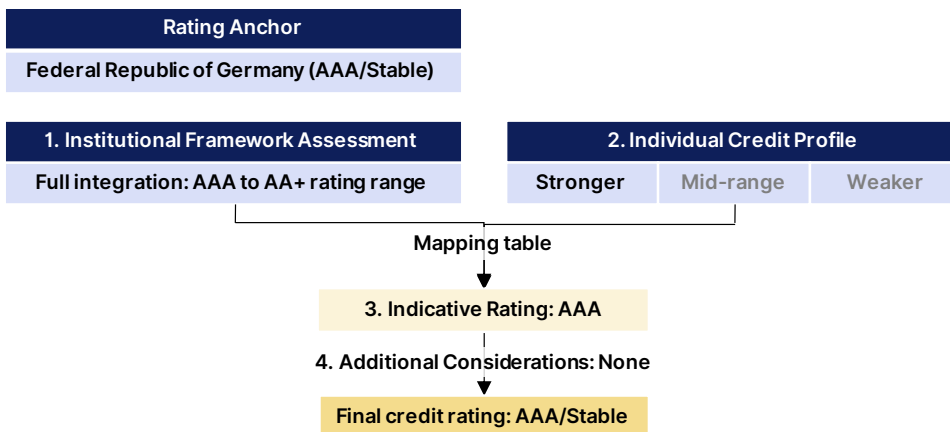 Rating Anchor
Federal Republic of Germany (AAA/Stable)
1. Institutional Framework Assessment
Full integration: AAA to AA+ rating range
2. Individual Credit Profile
Stronger
Mid-range
Weaker
Mapping table
3. Indicative Rating: AAA
4. Additional Considerations: None
Final credit rating: AAA/Stable